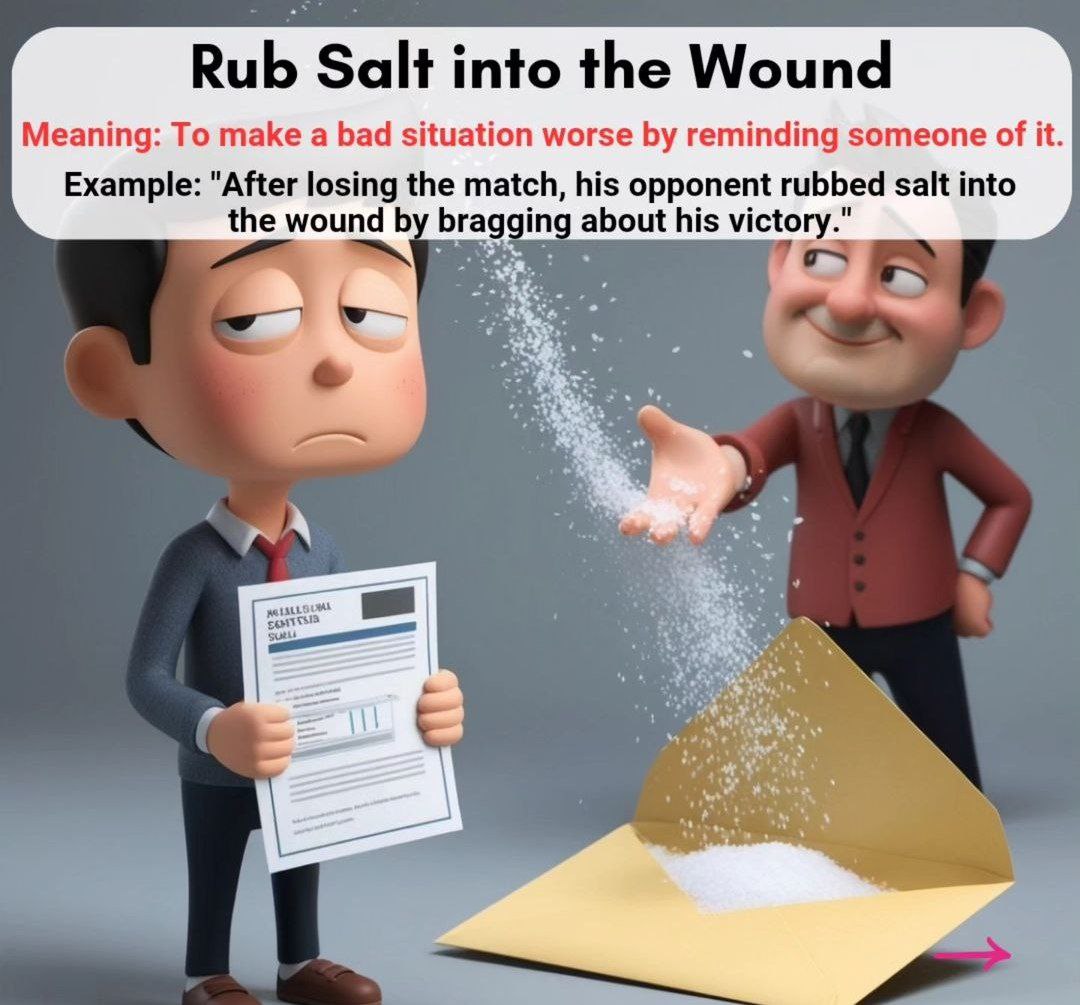 Rub Salt into the Wound
Meaning: To make a bad situation worse by reminding someone of it.
Example: "After losing the match, his opponent rubbed salt into
the wound by bragging about his victory."